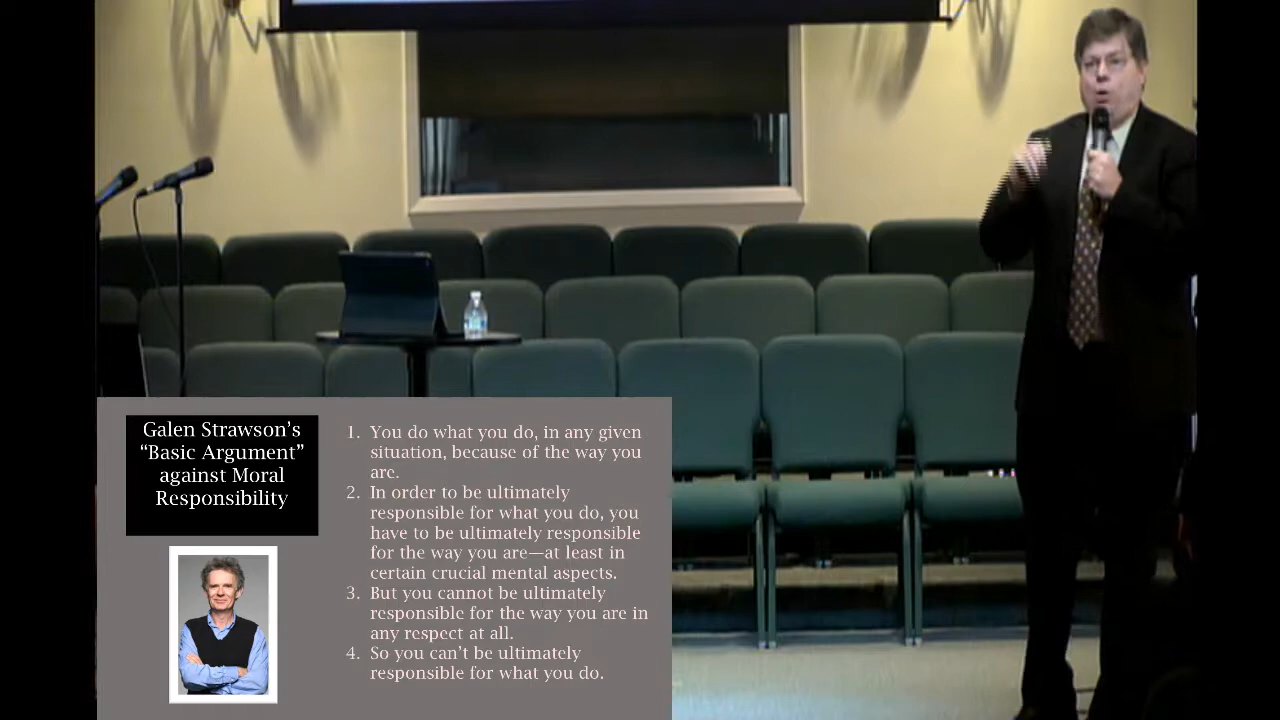 Galen Strawson's
“Basic Argument”
against Moral
Responsibility
1. You do what you do, in any given
situation, because of the way you
are.
2. In order to be ultimately
responsible for what you do, you
have to be ultimately responsible
for the way you are—at least in
certain crucial mental aspects.
3. But you cannot be ultimately
responsible for the way you are in
any respect at all.
4. So you can't be ultimately
responsible for what you do.